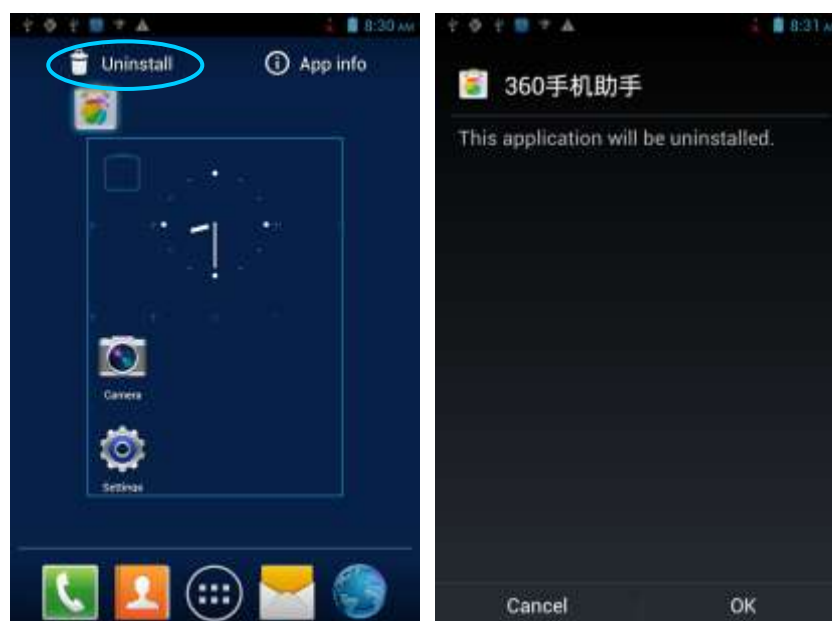 8:30 AM
Uninstall
App info
Camera
Settings
8:31 AM
360手机助手
This application will be uninstalled.
Cancel
OK